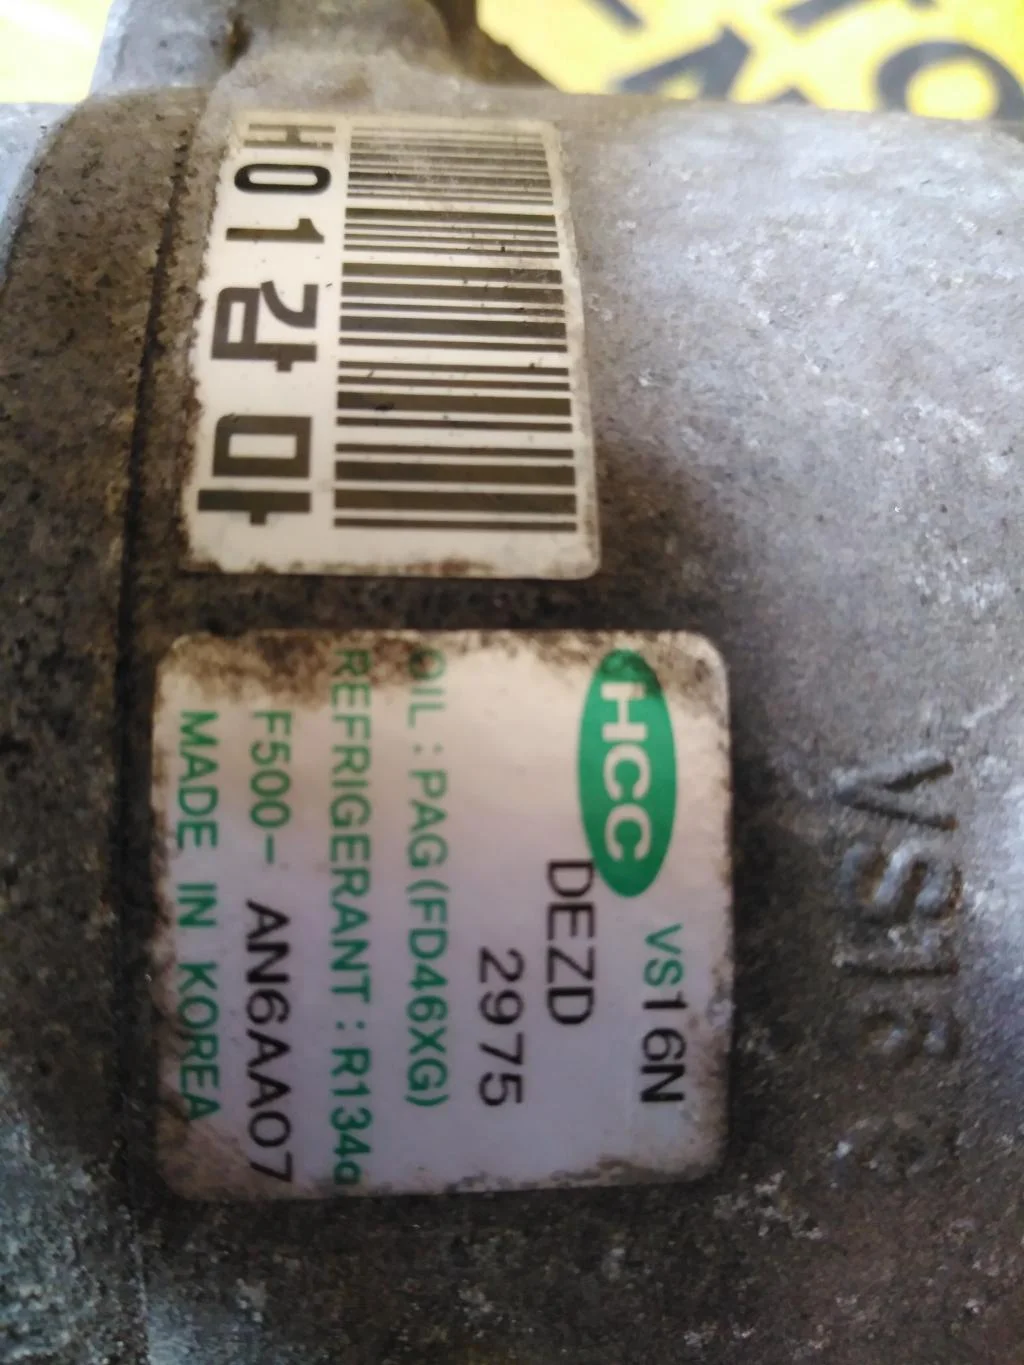 H01감마
HCC VS16N
DEZD
2975
OIL : PAG (FD46XG)
REFRIGERANT : R134a
F500- AN6AA07
MADE IN KOREA
VS16